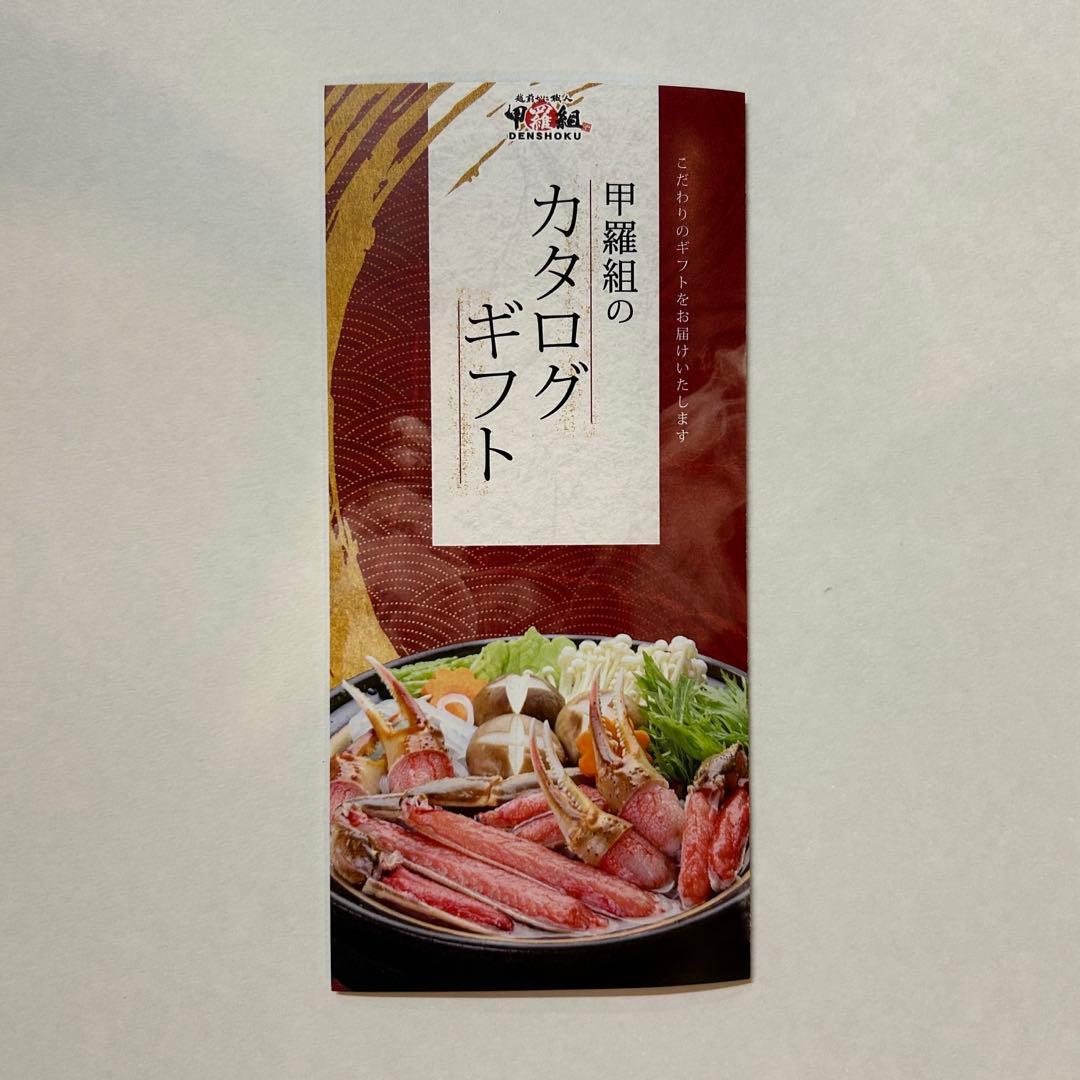 越前かに職人
甲羅組
DENSHOKU
こだわりのギフトをお届けいたします
甲羅組の
カタログ
ギフト